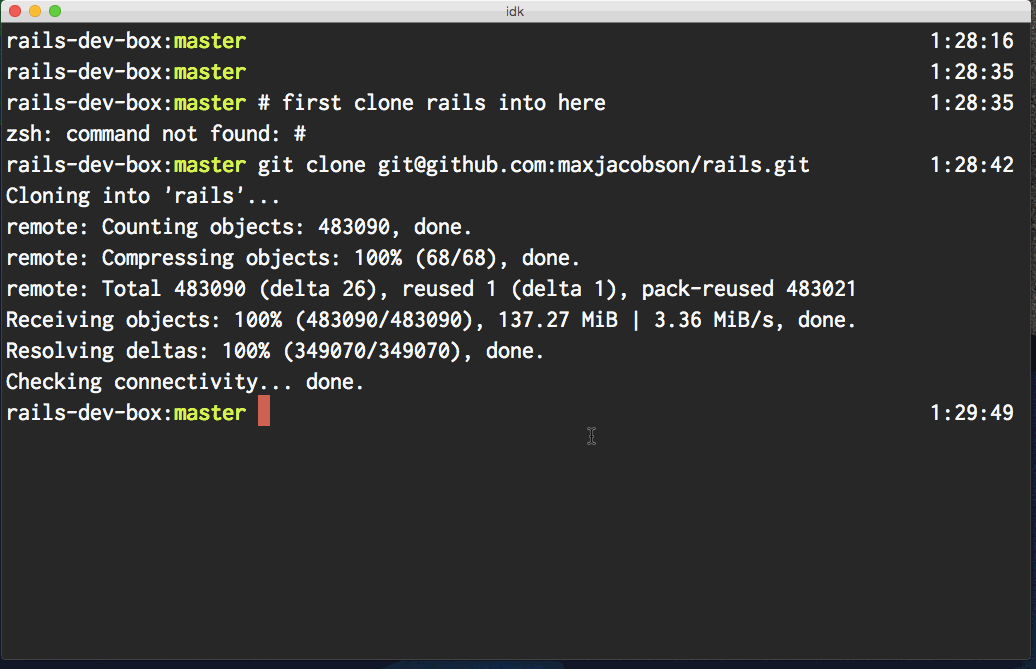 idk
rails-dev-box:master 1:28:16
rails-dev-box:master 1:28:35
rails-dev-box:master # first clone rails into here 1:28:35
zsh: command not found: #
rails-dev-box:master git clone git@github.com:maxjacobson/rails.git 1:28:42
Cloning into 'rails'...
remote: Counting objects: 483090, done.
remote: Compressing objects: 100% (68/68), done.
remote: Total 483090 (delta 26), reused 1 (delta 1), pack-reused 483021
Receiving objects: 100% (483090/483090), 137.27 MiB | 3.36 MiB/s, done.
Resolving deltas: 100% (349070/349070), done.
Checking connectivity... done.
rails-dev-box:master 1:29:49